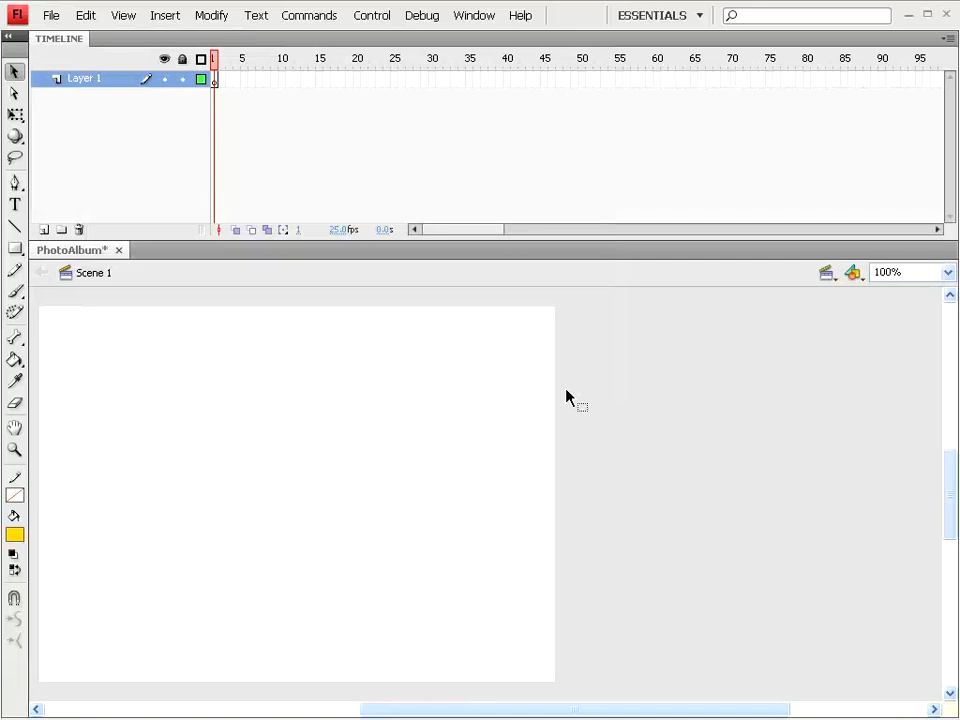 Fl File Edit View Insert Modify Text Commands Control Debug Window Help ESSENTIALS
TIMELINE
1 5 10 15 20 25 30 35 40 45 50 55 60 65 70 75 80 85 90 95
Layer 1
T
1 25.0fps 0.0s
PhotoAlbum*
Scene 1 100%